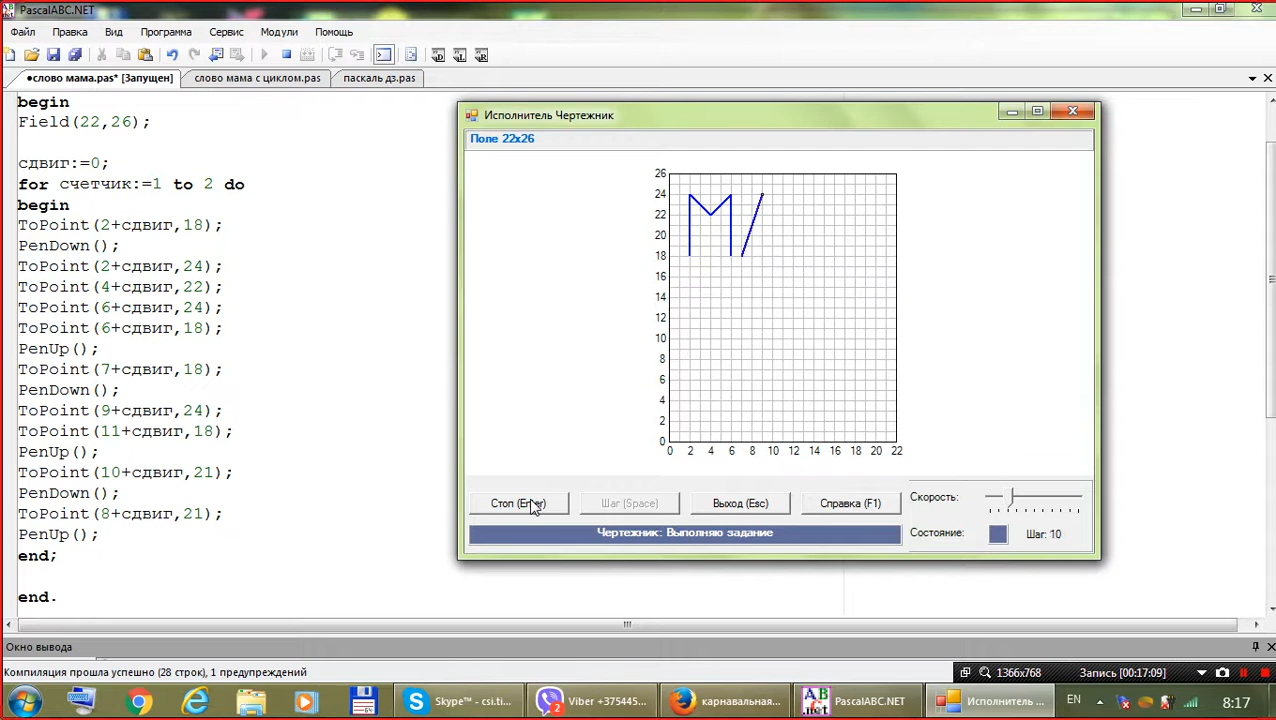 PascalABC.NET
Файл Правка Вид Программа Сервис Модули Помощь
•слово мама.pas* [Запущен] слово мама с циклом.pas паскаль дз.pas
begin
Field(22,26);
сдвиг:=0;
for счетчик:=1 to 2 do
begin
ToPoint(2+сдвиг,18);
PenDown();
ToPoint(2+сдвиг,24);
ToPoint(4+сдвиг,22);
ToPoint(6+сдвиг,24);
ToPoint(6+сдвиг,18);
PenUp();
ToPoint(7+сдвиг,18);
PenDown();
ToPoint(9+сдвиг,24);
ToPoint(11+сдвиг,18);
PenUp();
ToPoint(10+сдвиг,21);
PenDown();
ToPoint(8+сдвиг,21);
PenUp();
end;
end.
Исполнитель Чертежник
Поле 22x26
26
24
22
20
18
16
14
12
10
8
6
4
2
0
0 2 4 6 8 10 12 14 16 18 20 22
Стоп (Enter) Шаг (Space) Выход (Esc) Справка (F1)
Скорость:
Чертежник: Выполняю задание
Состояние: Шаг: 10
Окно вывода
Компиляция прошла успешно (28 строк), 1 предупреждений
1366x768 Запись [00:17:09]
Skype™ - csi.ti... Viber +375445... карнавальная... PascalABC.NET Исполнитель ... EN 8:17